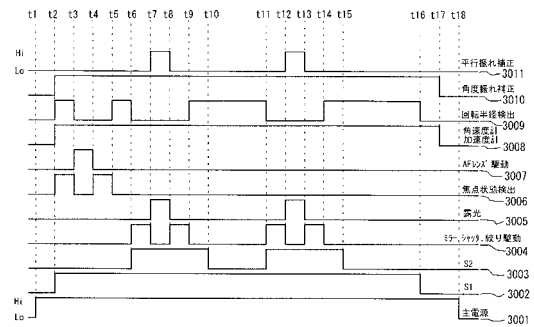 t1 t2 t3 t4 t5 t6 t7 t8 t9 t10 t11 t12 t13 t14 t15 t16 t17 t18
Hi
Lo
平行振れ補正
3011
角度振れ補正
3010
回転半径検出
3009
角速度計
加速度計
3008
AFレンズ駆動
3007
焦点状態検出
3006
露光
3005
ミラー、シャッタ、絞り駆動
3004
S2
3003
S1
3002
Hi
Lo
主電源
3001